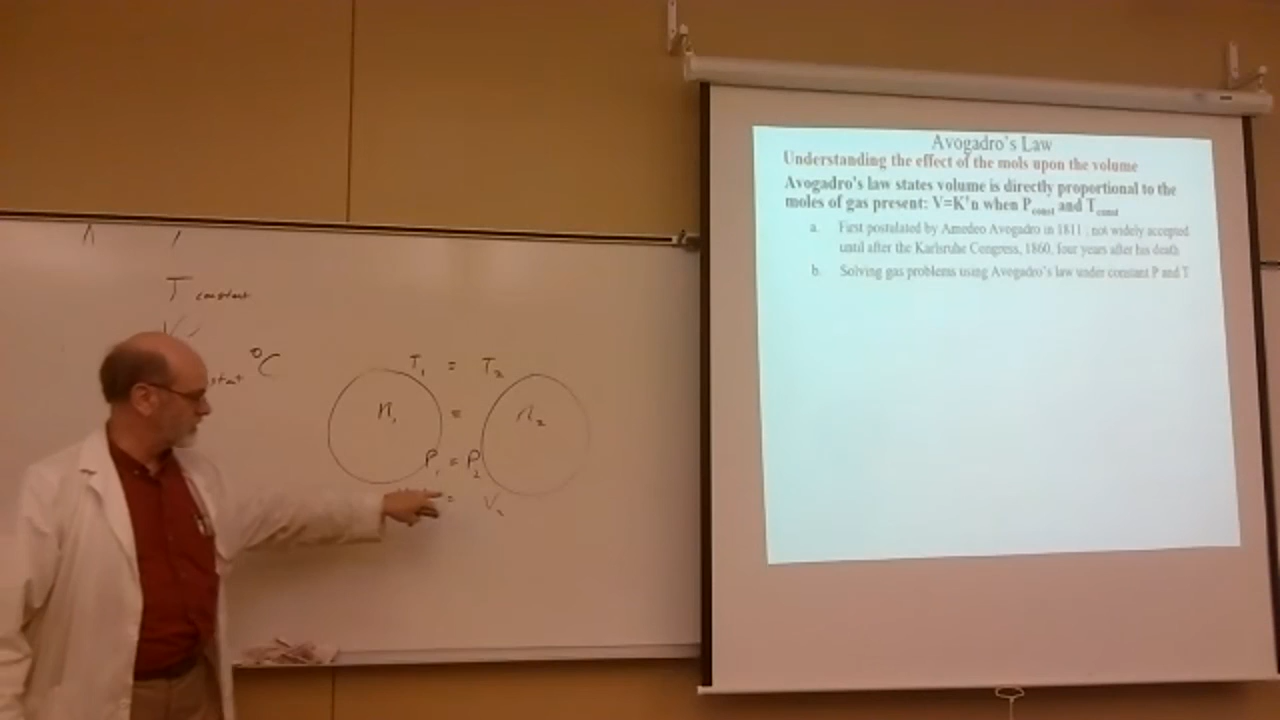 T constant
°C
T₁ = T₂
n₁ = n₂
P₁ = P₂
= V₂
Avogadro's Law
Understanding the effect of the mols upon the volume
Avogadro's law states volume is directly proportional to the
moles of gas present: V=K'n when P const and T const
a. First postulated by Amedeo Avogadro in 1811 , not widely accepted
until after the Karlsruhe Congress, 1860, four years after his death
b. Solving gas problems using Avogadro's law under constant P and T